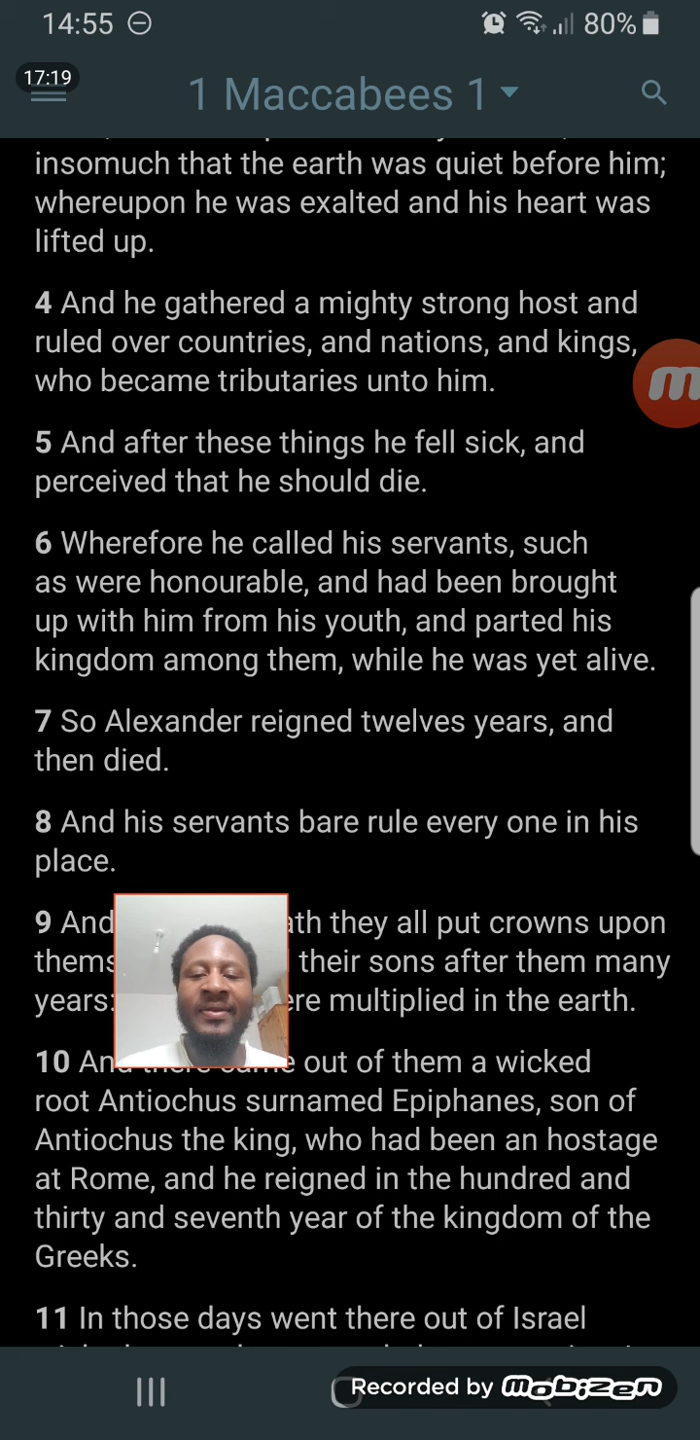 14:55 80%
17:19
1 Maccabees 1
insomuch that the earth was quiet before him;
whereupon he was exalted and his heart was
lifted up.
4 And he gathered a mighty strong host and
ruled over countries, and nations, and kings,
who became tributaries unto him.
5 And after these things he fell sick, and
perceived that he should die.
6 Wherefore he called his servants, such
as were honourable, and had been brought
up with him from his youth, and parted his
kingdom among them, while he was yet alive.
7 So Alexander reigned twelves years, and
then died.
8 And his servants bare rule every one in his
place.
9 And they all put crowns upon
their sons after them many
years: multiplied in the earth.
10 And there came out of them a wicked
root Antiochus surnamed Epiphanes, son of
Antiochus the king, who had been an hostage
at Rome, and he reigned in the hundred and
thirty and seventh year of the kingdom of the
Greeks.
11 In those days went there out of Israel
Recorded by mobizen